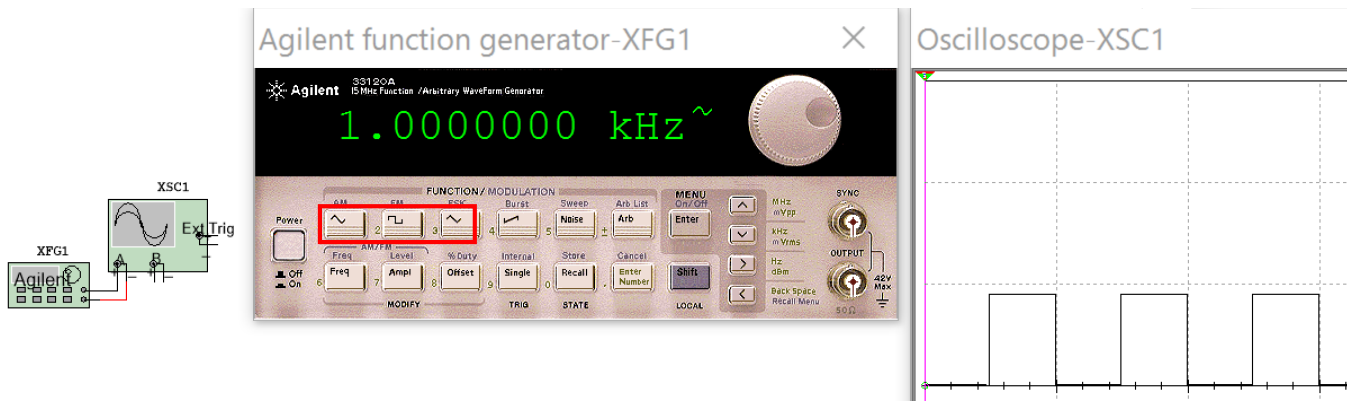 Agilent function generator-XFG1
Oscilloscope-XSC1
Agilent 33120A
15MHz Function /Arbitrary WaveForm Genorator
1.0000000 kHz
XSC1
Ext Trig
A B
XFG1
Agilent
FUNCTION/ MODULATION
AM FM FSK Burst Sweep Arb List
2 3 4 Noise 5 ± Arb
Power
Off
On
AM/FM
Freq Level % Duty Internal Store Cancel
6 Freq 7 Ampl 8 Offset 9 Single 0 Recall . Enter Number
MODIFY TRIG STATE
MENU
On/Off
Enter
Shift
LOCAL
MHz
mVpp
kHz
mVrms
Hz
dBm
Back Space
Recall Menu
SYNC
OUTPUT
42V
Max
50Ω